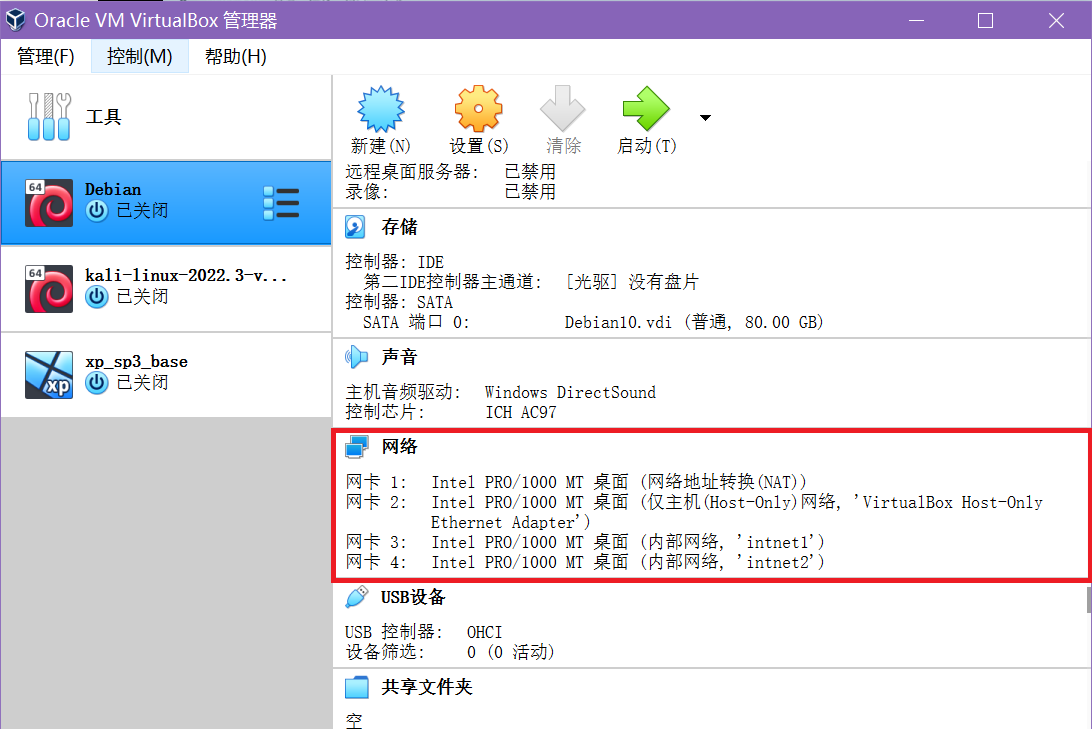 Oracle VM VirtualBox 管理器
管理(F) 控制(M) 帮助(H)
工具
64
Debian
已关闭
64
kali-linux-2022.3-v...
已关闭
xp
xp_sp3_base
已关闭
新建(N) 设置(S) 清除 启动(T)
远程桌面服务器: 已禁用
录像: 已禁用
存储
控制器: IDE
第二IDE控制器主通道: [光驱] 没有盘片
控制器: SATA
SATA 端口 0: Debian10.vdi (普通, 80.00 GB)
声音
主机音频驱动: Windows DirectSound
控制芯片: ICH AC97
网络
网卡 1: Intel PRO/1000 MT 桌面 (网络地址转换(NAT))
网卡 2: Intel PRO/1000 MT 桌面 (仅主机(Host-Only)网络, 'VirtualBox Host-Only
Ethernet Adapter')
网卡 3: Intel PRO/1000 MT 桌面 (内部网络, 'intnet1')
网卡 4: Intel PRO/1000 MT 桌面 (内部网络, 'intnet2')
USB设备
USB 控制器: OHCI
设备筛选: 0 (0 活动)
共享文件夹
空